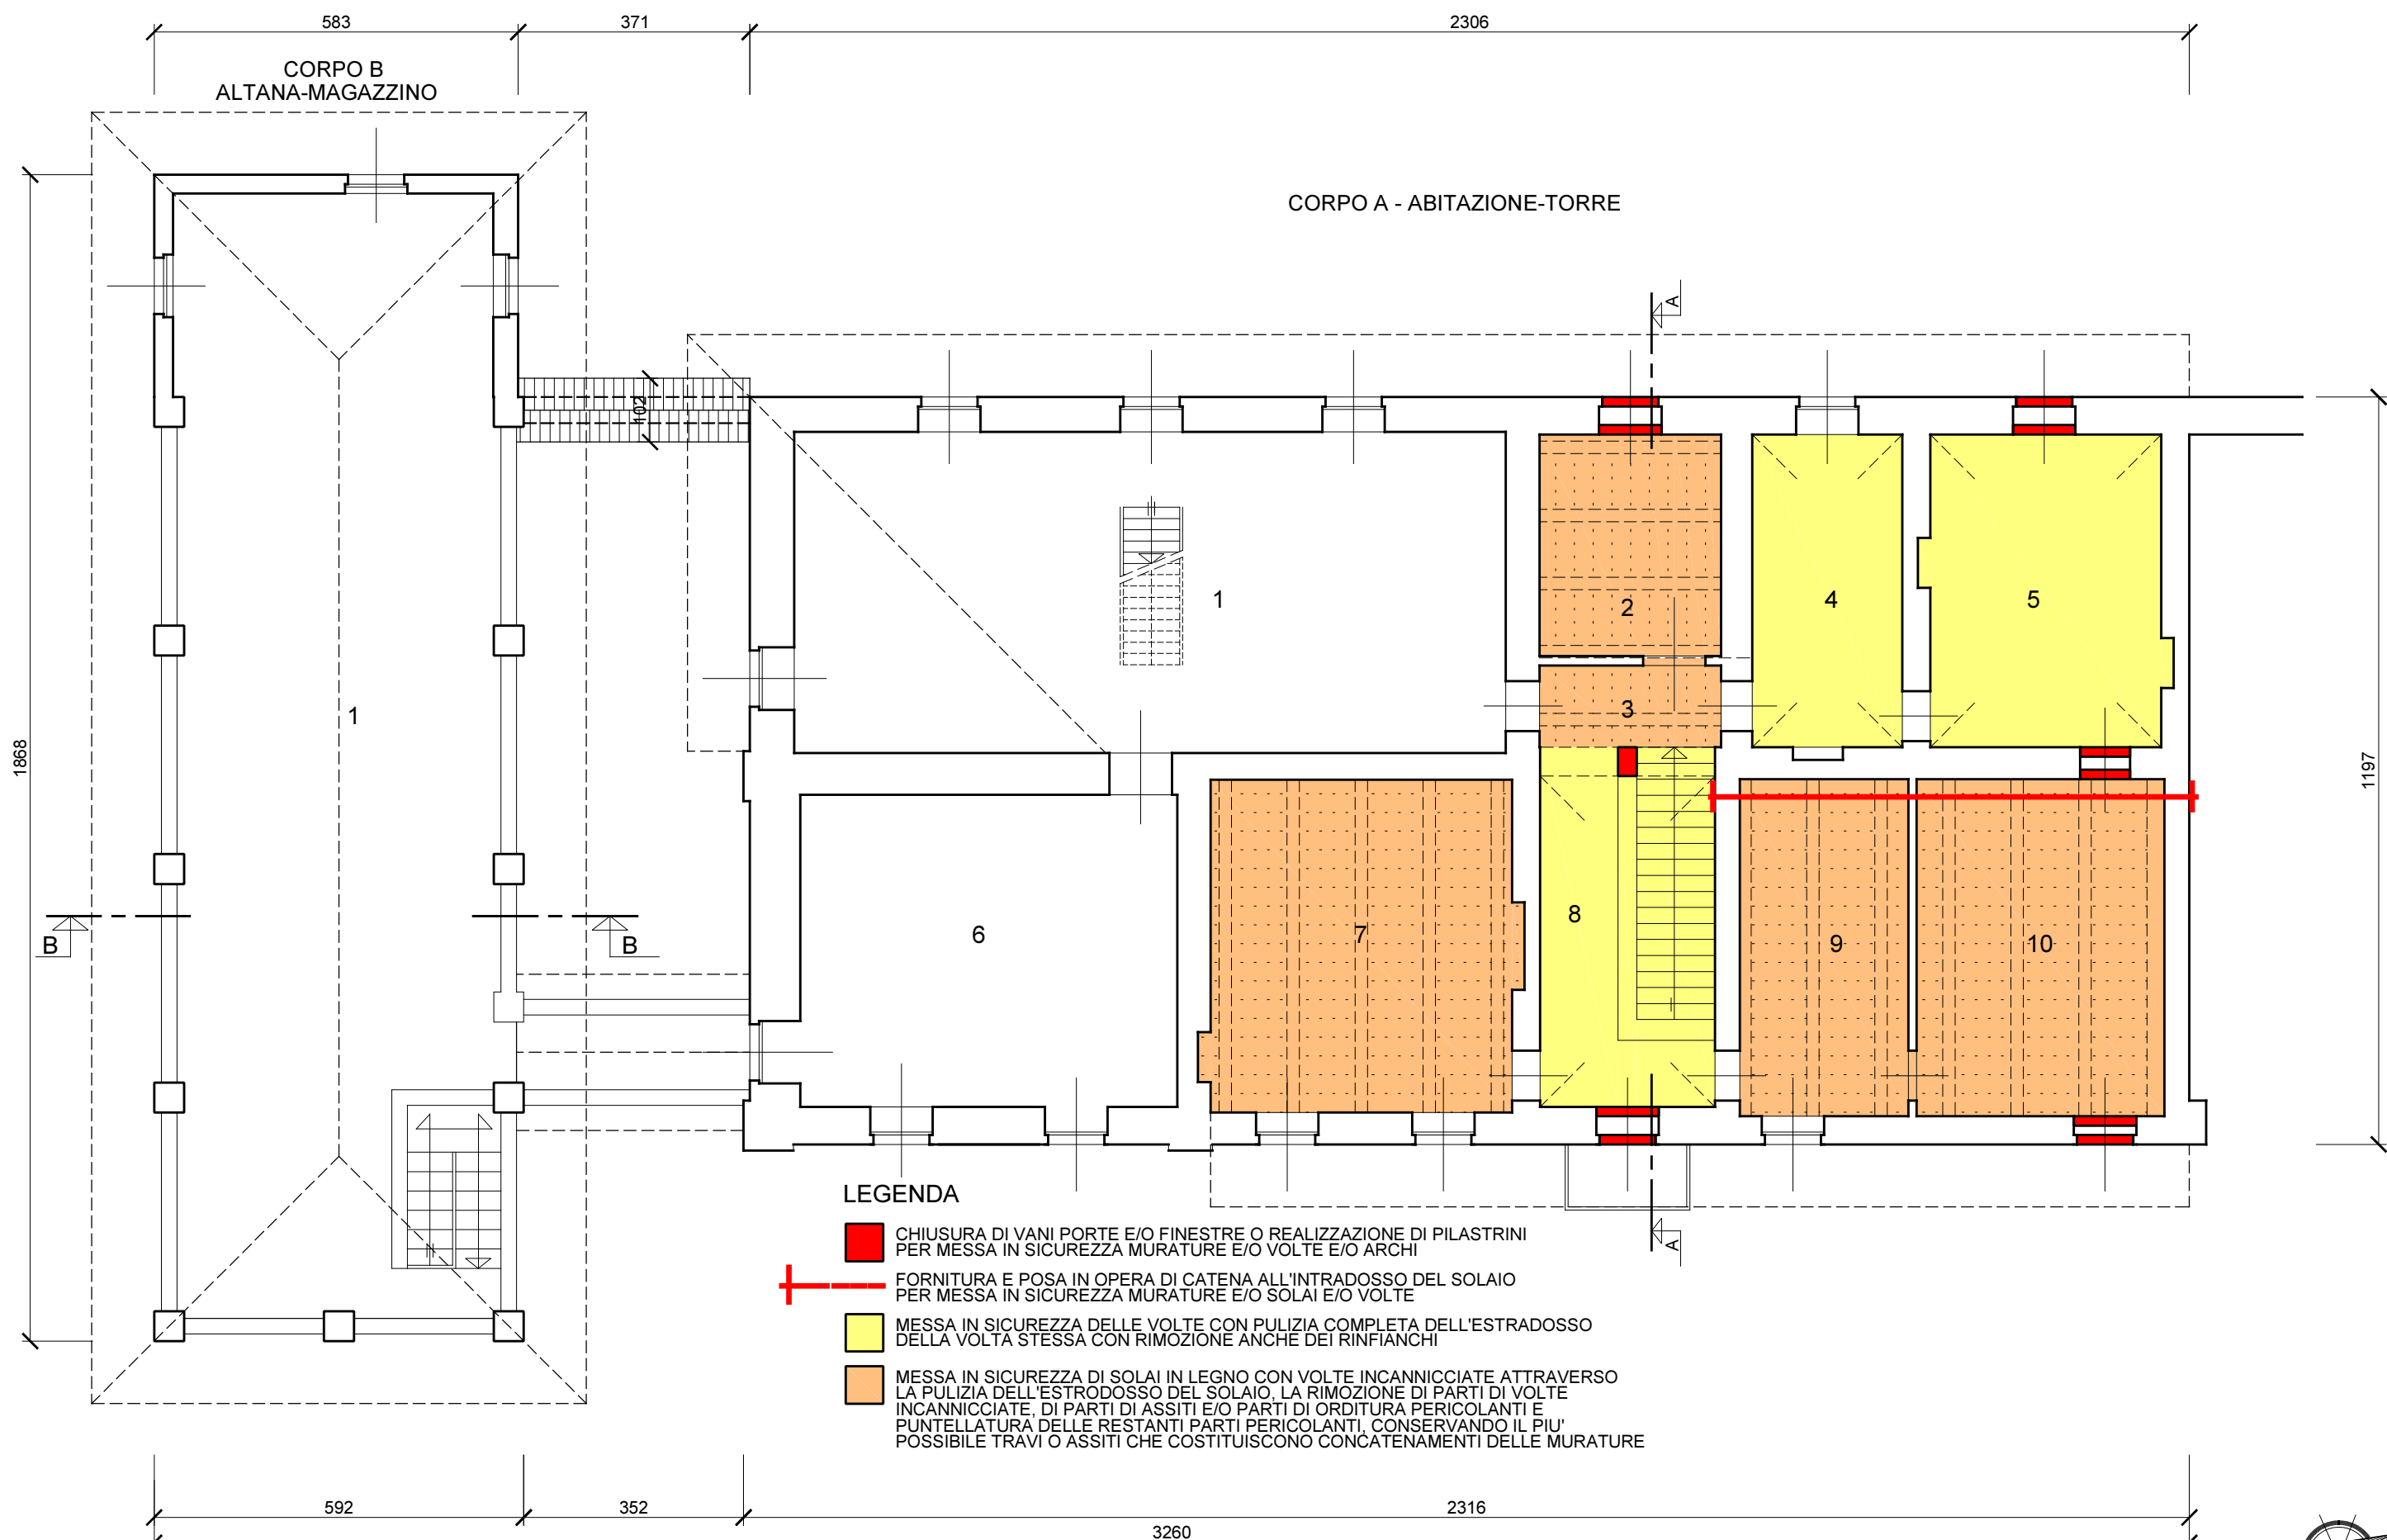 583
371
2306
CORPO B
ALTANA-MAGAZZINO
CORPO A - ABITAZIONE-TORRE
A
102
1
2
4
5
3
1
1868
1197
6
7
8
9
10
B
B
LEGENDA
CHIUSURA DI VANI PORTE E/O FINESTRE O REALIZZAZIONE DI PILASTRINI
PER MESSA IN SICUREZZA MURATURE E/O VOLTE E/O ARCHI
A
FORNITURA E POSA IN OPERA DI CATENA ALL'INTRADOSSO DEL SOLAIO
PER MESSA IN SICUREZZA MURATURE E/O SOLAI E/O VOLTE
MESSA IN SICUREZZA DELLE VOLTE CON PULIZIA COMPLETA DELL'ESTRADOSSO
DELLA VOLTA STESSA CON RIMOZIONE ANCHE DEI RINFIANCHI
MESSA IN SICUREZZA DI SOLAI IN LEGNO CON VOLTE INCANNICCIATE ATTRAVERSO
LA PULIZIA DELL'ESTRODOSSO DEL SOLAIO, LA RIMOZIONE DI PARTI DI VOLTE
INCANNICCIATE, DI PARTI DI ASSITI E/O PARTI DI ORDITURA PERICOLANTI E
PUNTELLATURA DELLE RESTANTI PARTI PERICOLANTI, CONSERVANDO IL PIU'
POSSIBILE TRAVI O ASSITI CHE COSTITUISCONO CONCATENAMENTI DELLE MURATURE
592
352
2316
3260